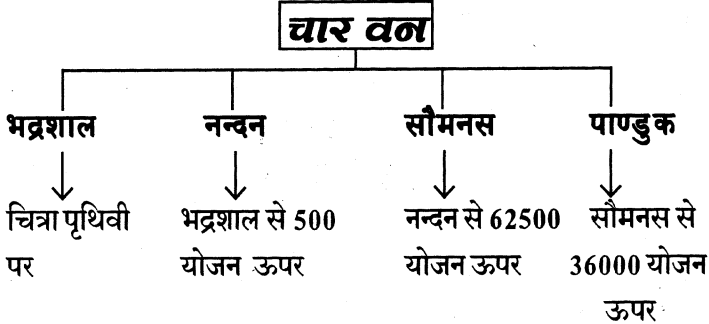 चार वन
भद्रशाल नन्दन सौमनस पाण्डुक
चित्रा पृथिवी पर
भद्रशाल से 500
योजन ऊपर
नन्दन से 62500
योजन ऊपर
सौमनस से
36000 योजन
ऊपर